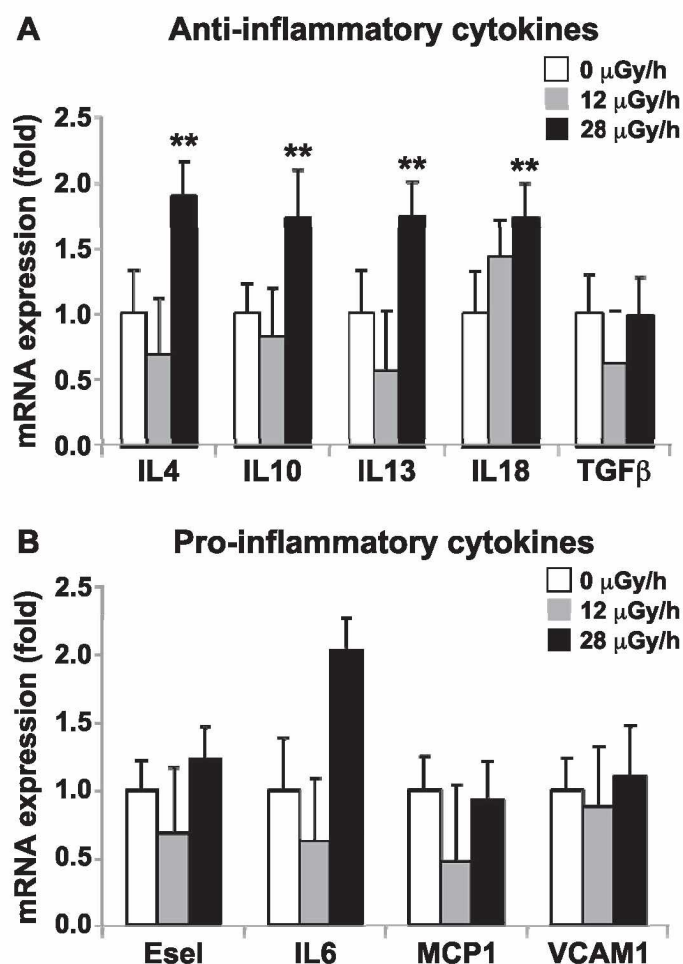 A Anti-inflammatory cytokines
0 μGy/h
12 μGy/h
28 μGy/h
mRNA expression (fold)
2.5
2.0
1.5
1.0
0.5
0.0
** ** ** **
IL4 IL10 IL13 IL18 TGFβ
B Pro-inflammatory cytokines
0 μGy/h
12 μGy/h
28 μGy/h
mRNA expression (fold)
2.5
2.0
1.5
1.0
0.5
0.0
Esel IL6 MCP1 VCAM1